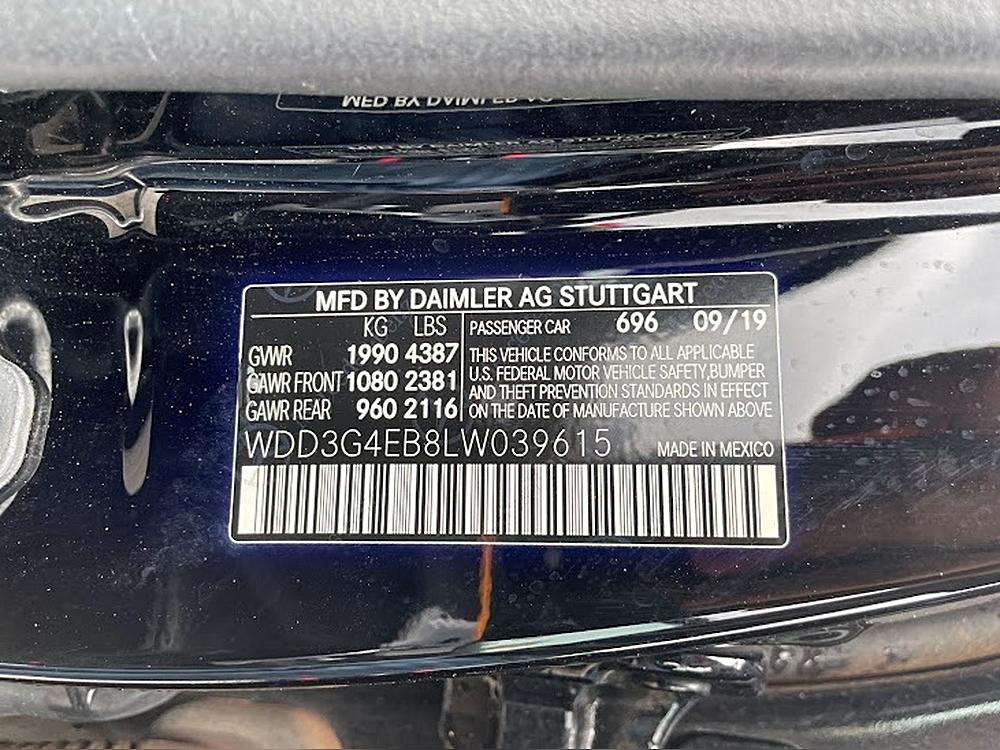 MFD BY DAIMLER AG STUTTGART
KG LBS
GVWR 1990 4387
GAWR FRONT 1080 2381
GAWR REAR 960 2116
PASSENGER CAR 696 09/19
THIS VEHICLE CONFORMS TO ALL APPLICABLE
U.S. FEDERAL MOTOR VEHICLE SAFETY,BUMPER
AND THEFT PREVENTION STANDARDS IN EFFECT
ON THE DATE OF MANUFACTURE SHOWN ABOVE
WDD3G4EB8LW039615 MADE IN MEXICO